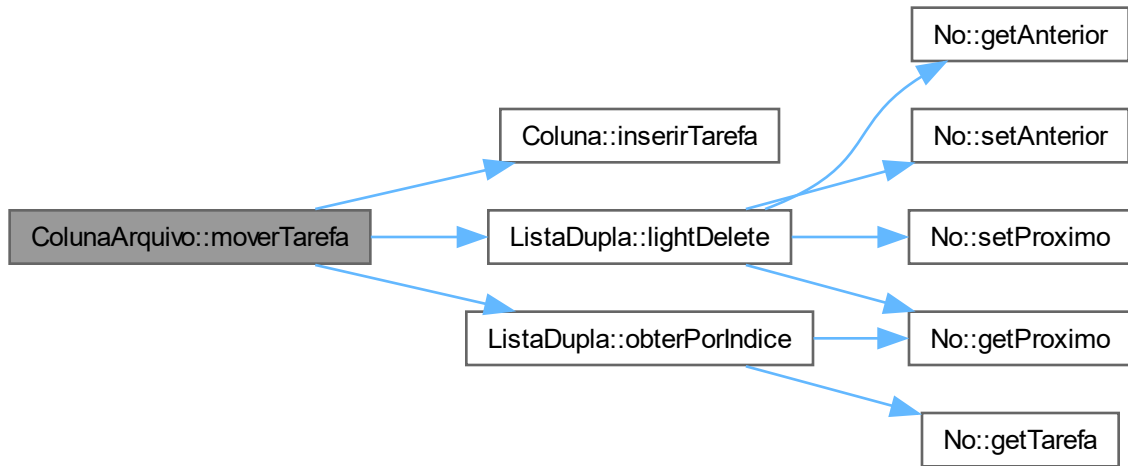 No::getAnterior
No::setAnterior
Coluna::inserirTarefa
ColunaArquivo::moverTarefa
ListaDupla::lightDelete
No::setProximo
ListaDupla::obterPorIndice
No::getProximo
No::getTarefa